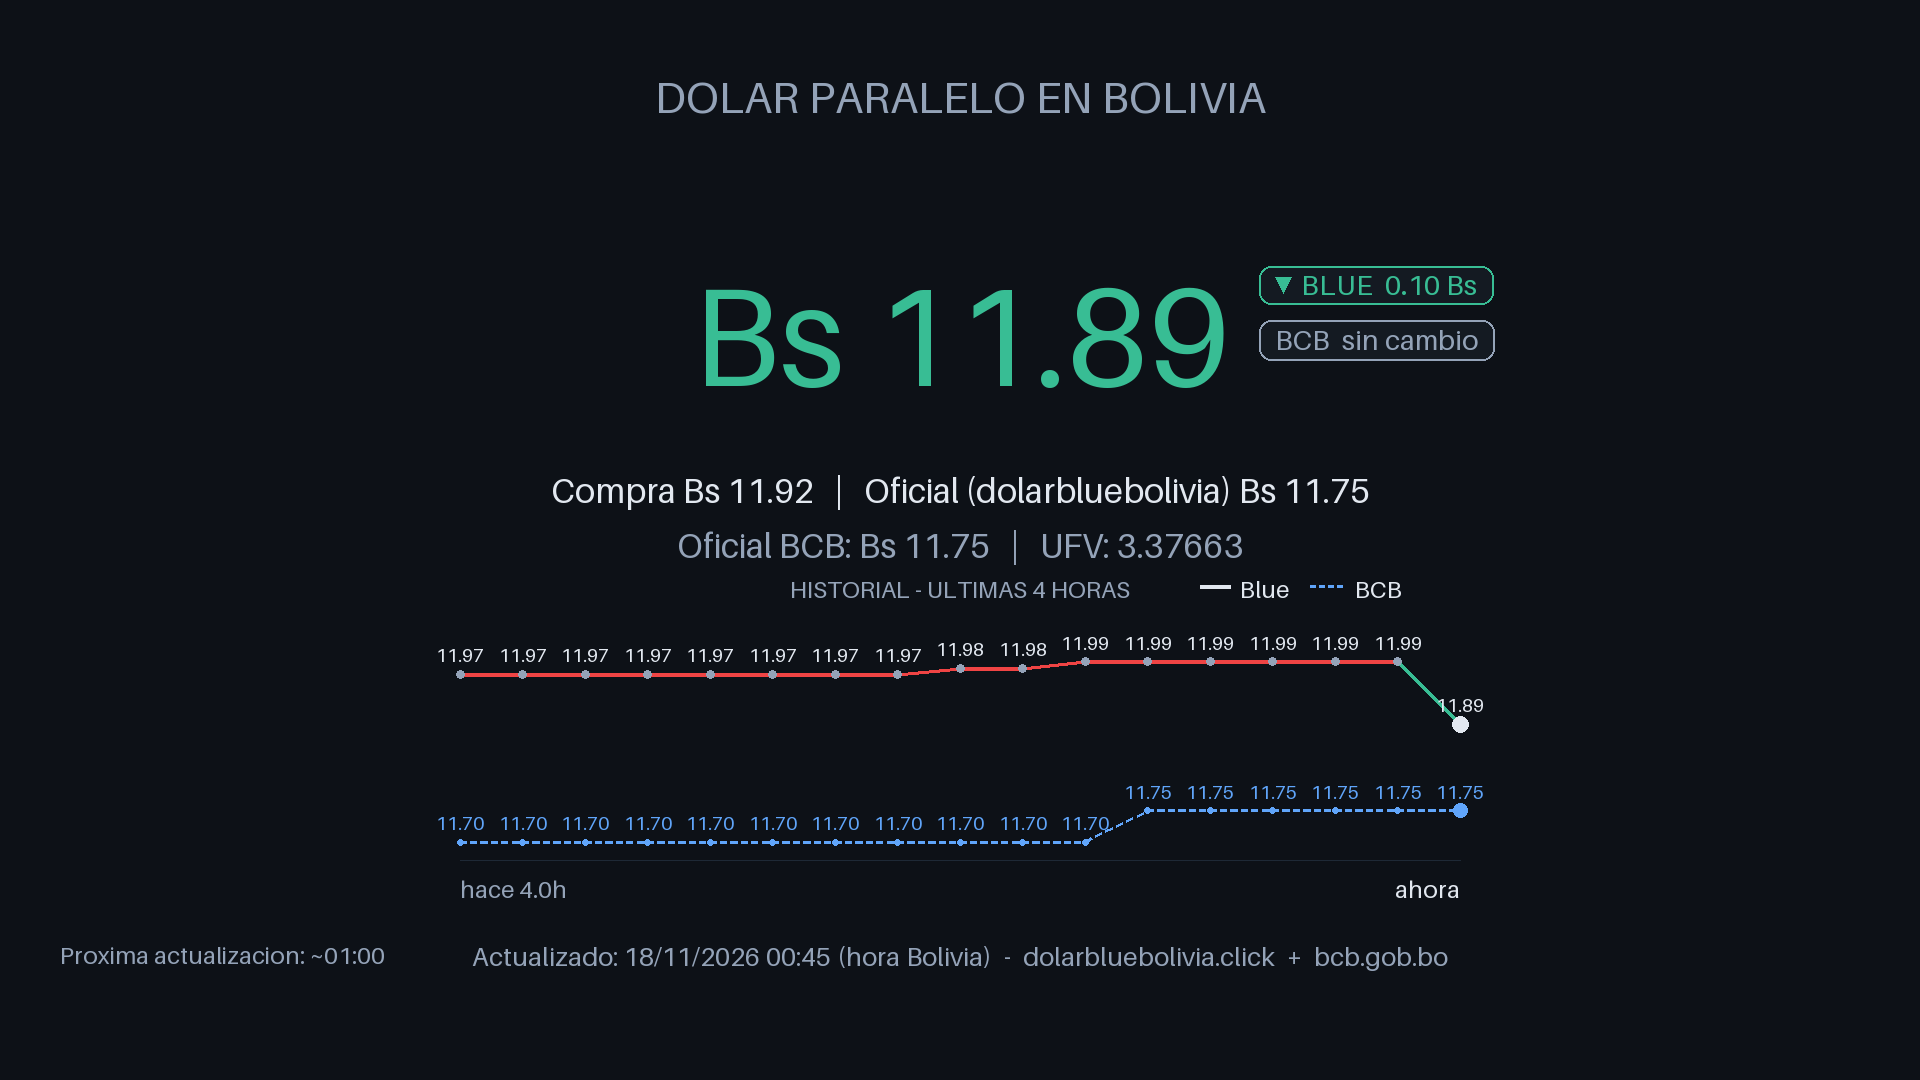 DOLAR PARALELO EN BOLIVIA
Bs 11.89
▼ BLUE 0.10 Bs
BCB sin cambio
Compra Bs 11.92 | Oficial (dolarbluebolivia) Bs 11.75
Oficial BCB: Bs 11.75 | UFV: 3.37663
HISTORIAL - ULTIMAS 4 HORAS Blue BCB
11.97 11.97 11.97 11.97 11.97 11.97 11.97 11.97 11.98 11.98 11.99 11.99 11.99 11.99 11.99 11.99 11.89
11.70 11.70 11.70 11.70 11.70 11.70 11.70 11.70 11.70 11.70 11.70 11.75 11.75 11.75 11.75 11.75 11.75
hace 4.0h ahora
Proxima actualizacion: ~01:00 Actualizado: 18/11/2026 00:45 (hora Bolivia) - dolarbluebolivia.click + bcb.gob.bo